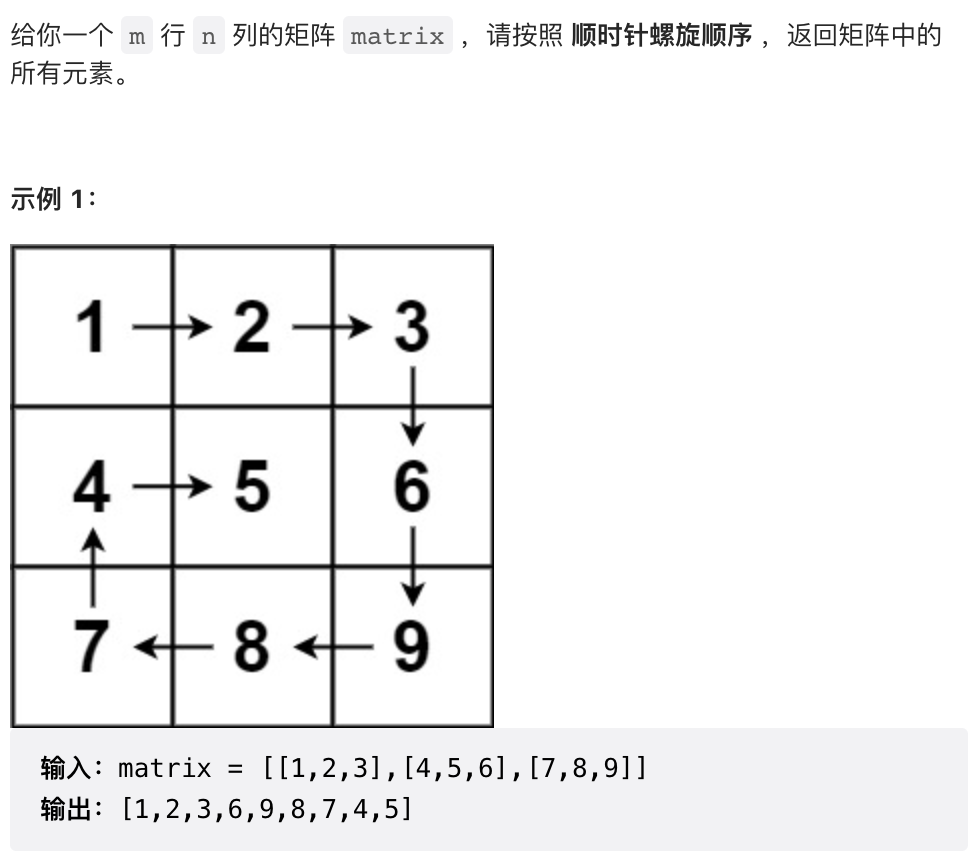 给你一个 m 行 n 列的矩阵 matrix ，请按照 顺时针螺旋顺序 ，返回矩阵中的
所有元素。
示例 1：
1 2 3
4 5 6
7 8 9
输入：matrix = [[1,2,3],[4,5,6],[7,8,9]]
输出：[1,2,3,6,9,8,7,4,5]